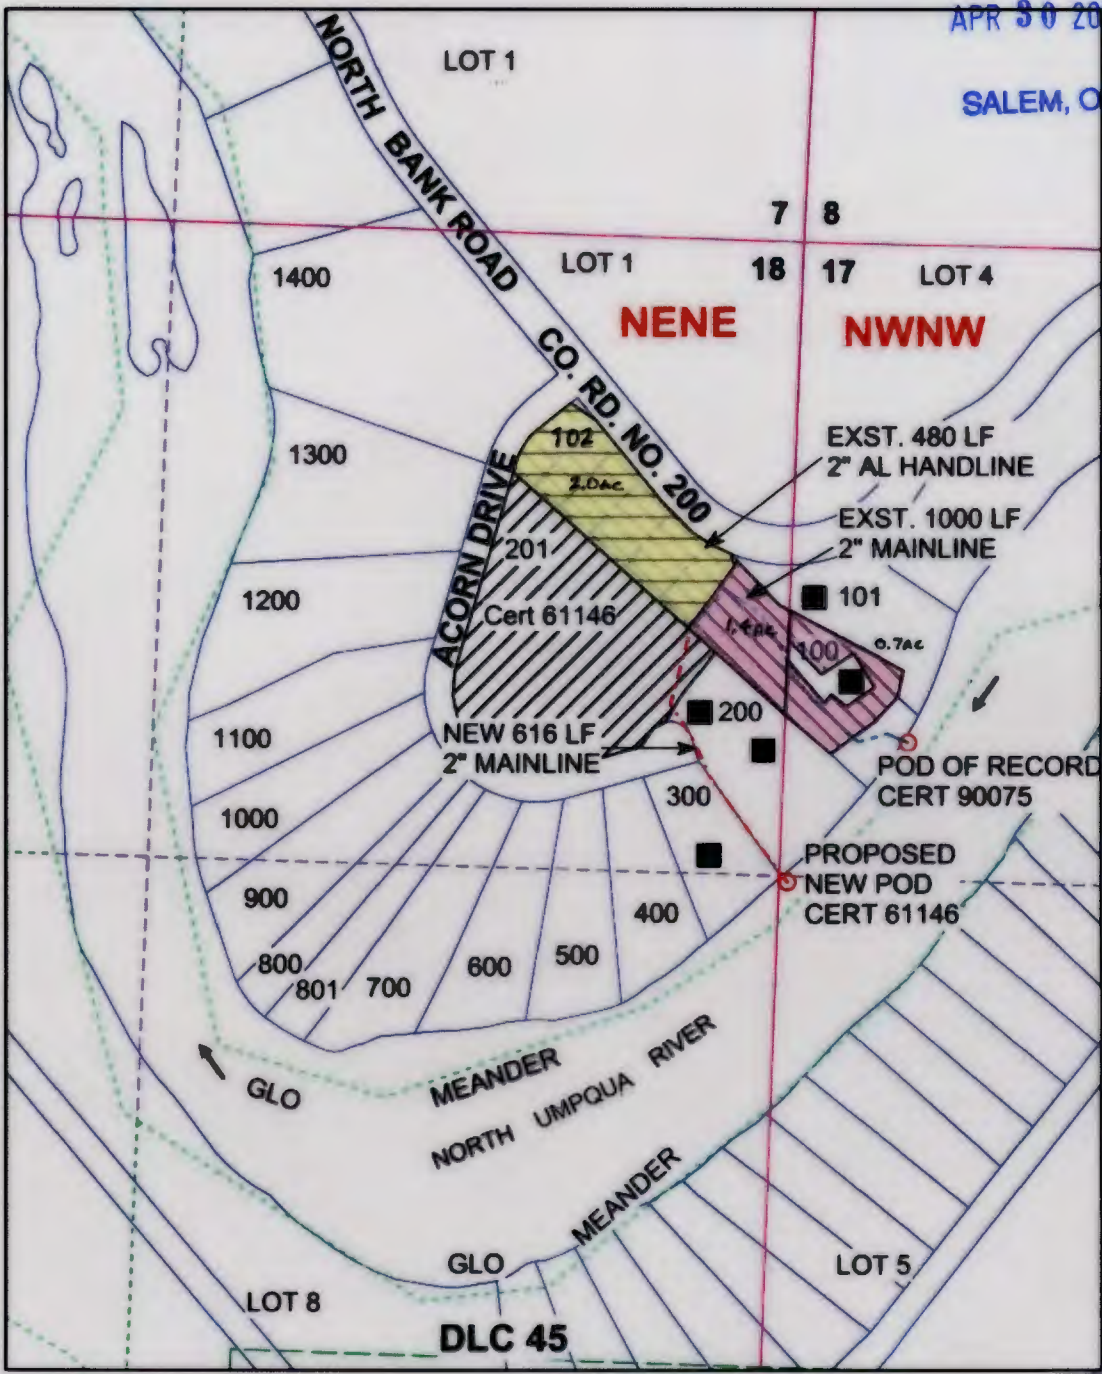 APR 30 20
SALEM, O
LOT 1
NORTH BANK ROAD
CO. RD. NO. 200
7 8
18 17
LOT 1
LOT 4
NENE
NWNW
1400
1300
1200
1100
1000
900
800
801
700
600
500
400
300
ACORN DRIVE
102
2.0AC
201
Cert 61146
EXST. 480 LF
2" AL HANDLINE
EXST. 1000 LF
2" MAINLINE
101
1.4AC
100
0.7AC
200
NEW 616 LF
2" MAINLINE
POD OF RECORD
CERT 90075
PROPOSED
NEW POD
CERT 61146
GLO
MEANDER
NORTH UMPQUA RIVER
MEANDER
GLO
LOT 5
LOT 8
DLC 45